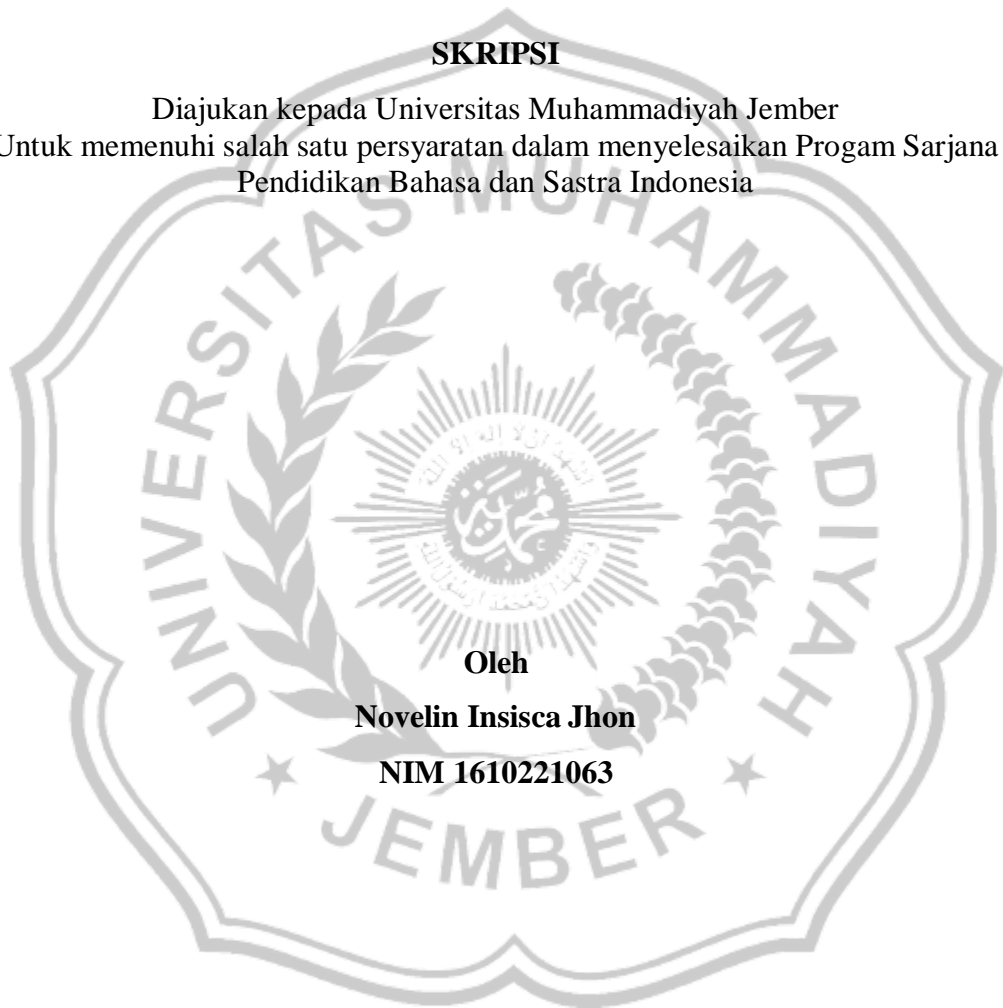 SKRIPSI
Diajukan kepada Universitas Muhammadiyah Jember
Untuk memenuhi salah satu persyaratan dalam menyelesaikan Progam Sarjana
Pendidikan Bahasa dan Sastra Indonesia
UNIVERSITAS MUHAMMADIYAH
Oleh
Novelin Insisca Jhon
NIM 1610221063
JEMBER